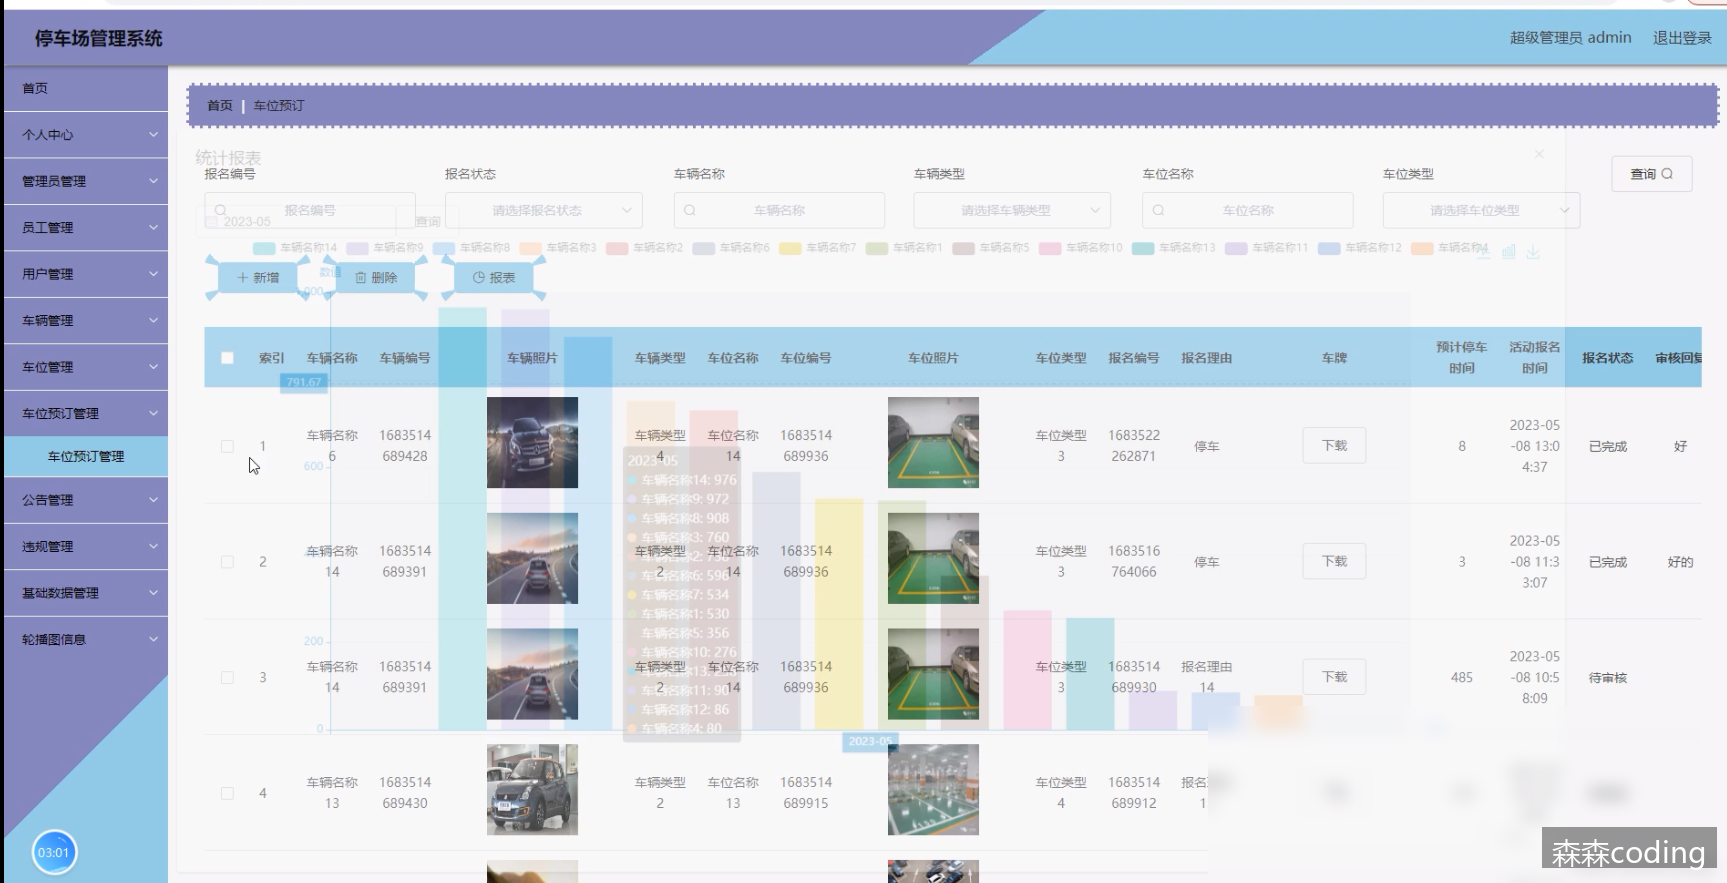 停车场管理系统
超级管理员 admin
退出登录
首页
个人中心
管理员管理
员工管理
用户管理
车辆管理
车位管理
车位预订管理
车位预订管理
公告管理
违规管理
基础数据管理
轮播图信息
03:01
首页 | 车位预订
统计报表
报名编号
报名状态
车辆名称
车辆类型
车位名称
车位类型
查询
报名编号
请选择报名状态
车辆名称
请选择车辆类型
车位名称
请选择车位类型
2023-05
查询
车辆名称14 车辆名称9 车辆名称8 车辆名称3 车辆名称2 车辆名称6 车辆名称7 车辆名称1 车辆名称5 车辆名称10 车辆名称13 车辆名称11 车辆名称12 车辆名称4
新增
数值
删除
报表
索引 车辆名称 车辆编号 车辆照片 车辆类型 车位名称 车位编号 车位照片 车位类型 报名编号 报名理由 车牌 预计停车时间 活动报名时间 报名状态 审核回复
791.67
600
200
0
1 车辆名称6 1683514689428 车辆类型4 车位名称14 1683514689936 车位类型3 1683522262871 停车 下载 8 2023-05-08 13:04:37 已完成 好
2 车辆名称14 1683514689391 车辆类型2 车位名称14 1683514689936 车位类型3 1683516764066 停车 下载 3 2023-05-08 11:33:07 已完成 好的
3 车辆名称14 1683514689391 车辆类型2 车位名称14 1683514689936 车位类型3 1683514689930 报名理由14 下载 485 2023-05-08 10:58:09 待审核
4 车辆名称13 1683514689430 车辆类型2 车位名称13 1683514689915 车位类型4 1683514689912 报名
2023-05
车辆名称14: 976
车辆名称9: 972
车辆名称8: 908
车辆名称3: 760
车辆名称6: 596
车辆名称7: 534
车辆名称1: 530
车辆名称5: 356
车辆名称10: 276
车辆名称11: 90
车辆名称12: 86
车辆名称4: 80
2023-05
森森coding